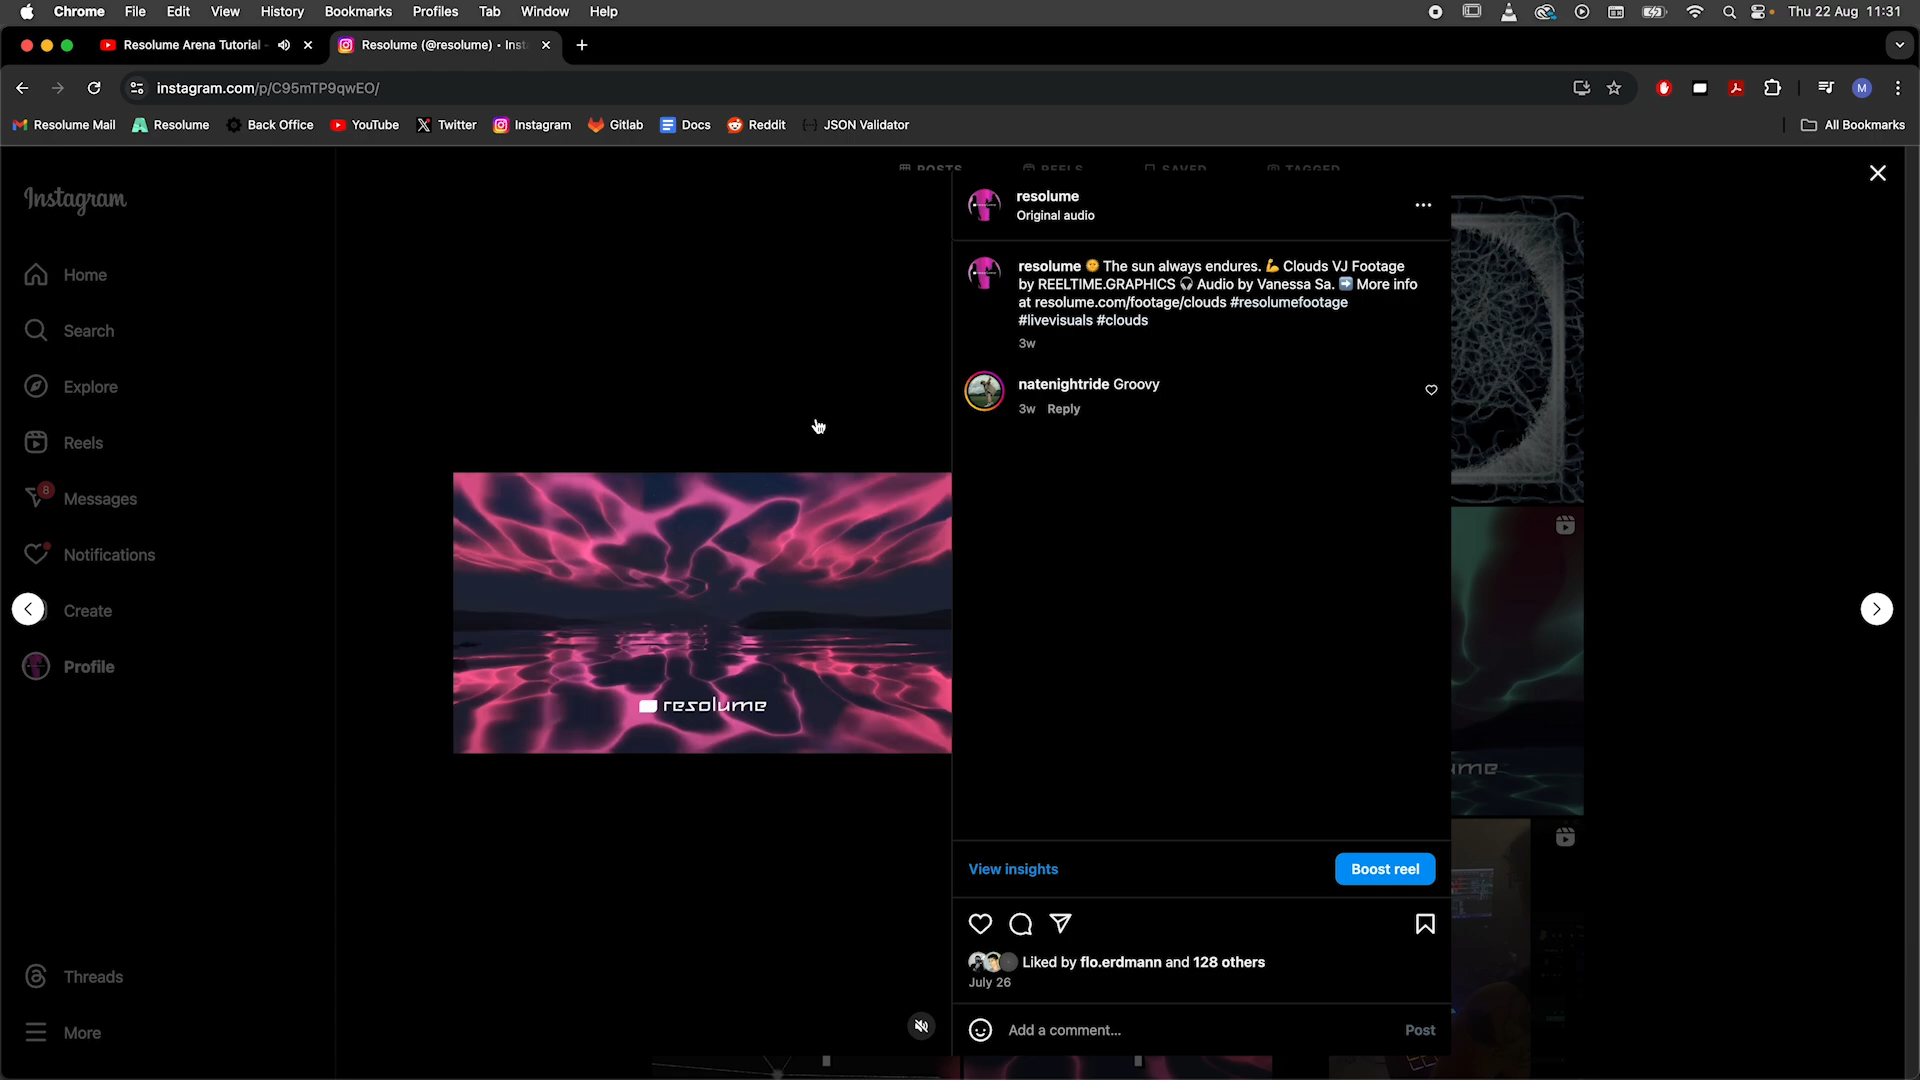 Chrome File Edit View History Bookmarks Profiles Tab Window Help Thu 22 Aug 11:31
Resolume Arena Tutorial Resolume (@resolume) • Inst
instagram.com/p/C95mTP9qwEO/ M
Resolume Mail Resolume Back Office YouTube Twitter Instagram Gitlab Docs Reddit JSON Validator All Bookmarks
POSTS REELS SAVED TAGGED
Instagram
Home
Search
Explore
Reels
8 Messages
Notifications
Create
Profile
Threads
More
resolume
resolume
Original audio
resolume 🌞 The sun always endures. 💪 Clouds VJ Footage
by REELTIME.GRAPHICS 🎧 Audio by Vanessa Sa. ➡️ More info
at resolume.com/footage/clouds #resolumefootage
#livevisuals #clouds
3w
natenightride Groovy
3w Reply
View insights Boost reel
Liked by flo.erdmann and 128 others
July 26
Add a comment... Post